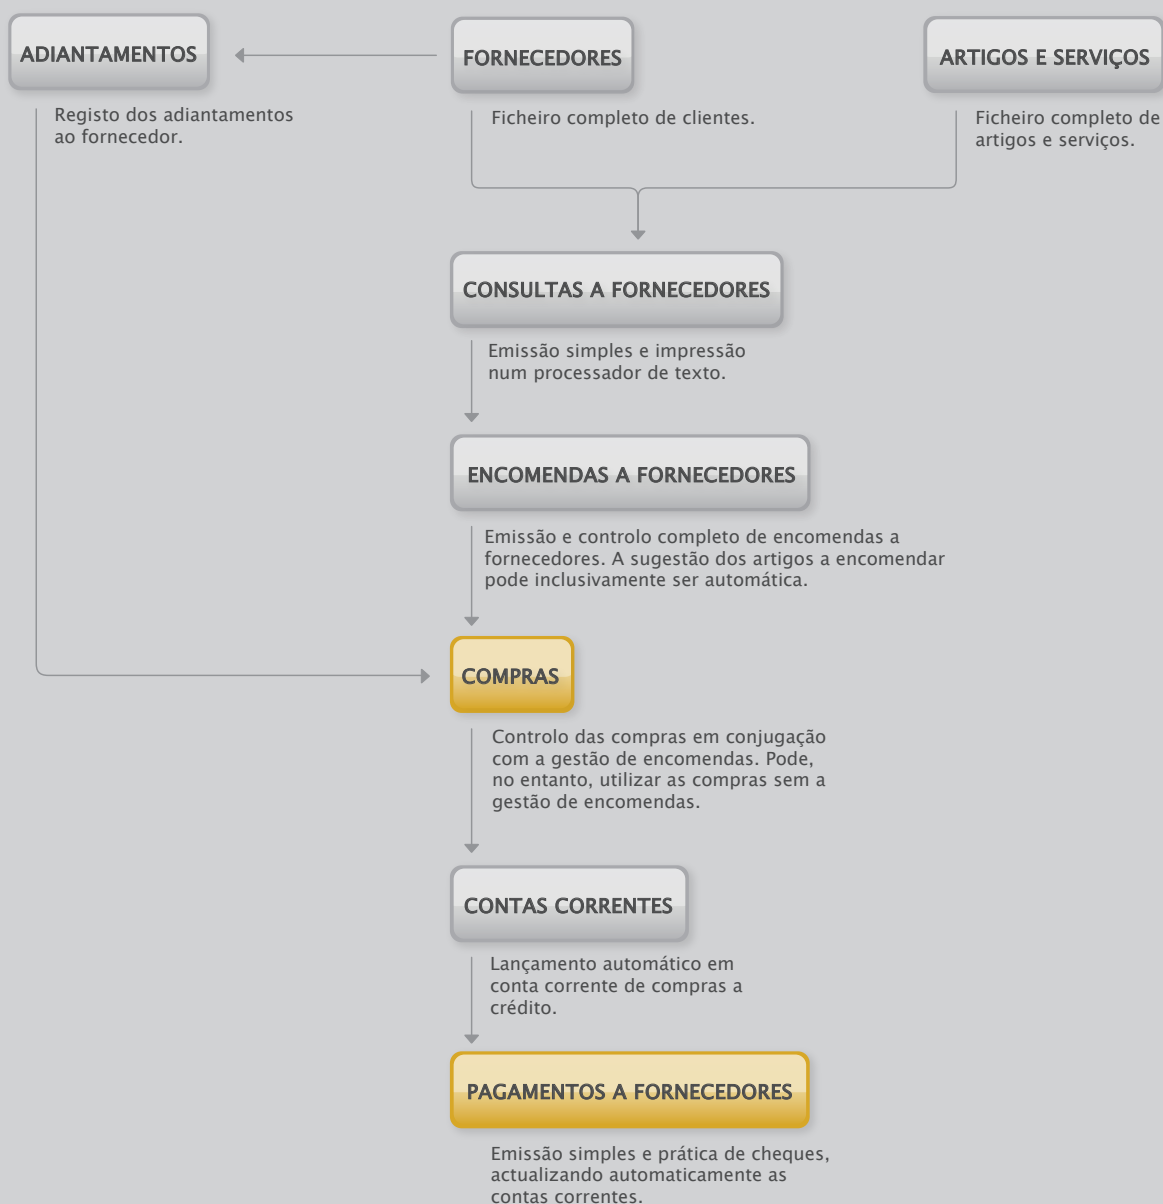 ADIANTAMENTOS
FORNECEDORES
ARTIGOS E SERVIÇOS
Registo dos adiantamentos
ao fornecedor.
Ficheiro completo de clientes.
Ficheiro completo de
artigos e serviços.
CONSULTAS A FORNECEDORES
Emissão simples e impressão
num processador de texto.
ENCOMENDAS A FORNECEDORES
Emissão e controlo completo de encomendas a
fornecedores. A sugestão dos artigos a encomendar
pode inclusivamente ser automática.
COMPRAS
Controlo das compras em conjugação
com a gestão de encomendas. Pode,
no entanto, utilizar as compras sem a
gestão de encomendas.
CONTAS CORRENTES
Lançamento automático em
conta corrente de compras a
crédito.
PAGAMENTOS A FORNECEDORES
Emissão simples e prática de cheques,
actualizando automaticamente as
contas correntes.